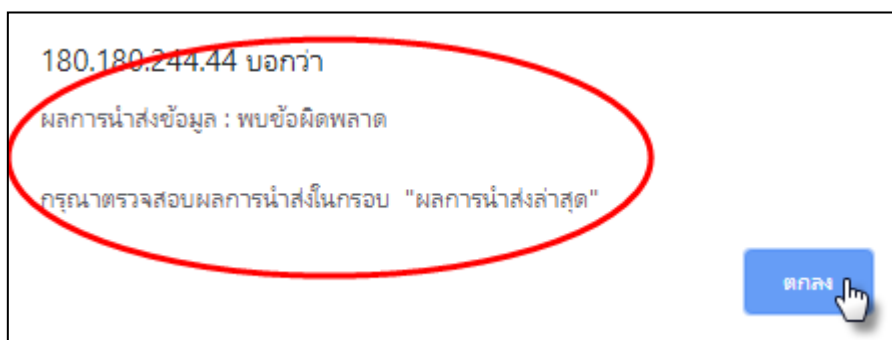 180.180.244.44 บอกว่า
ผลการนำส่งข้อมูล : พบข้อผิดพลาด
กรุณาตรวจสอบผลการนำส่งในกรอบ "ผลการนำส่งล่าสุด"
ตกลง